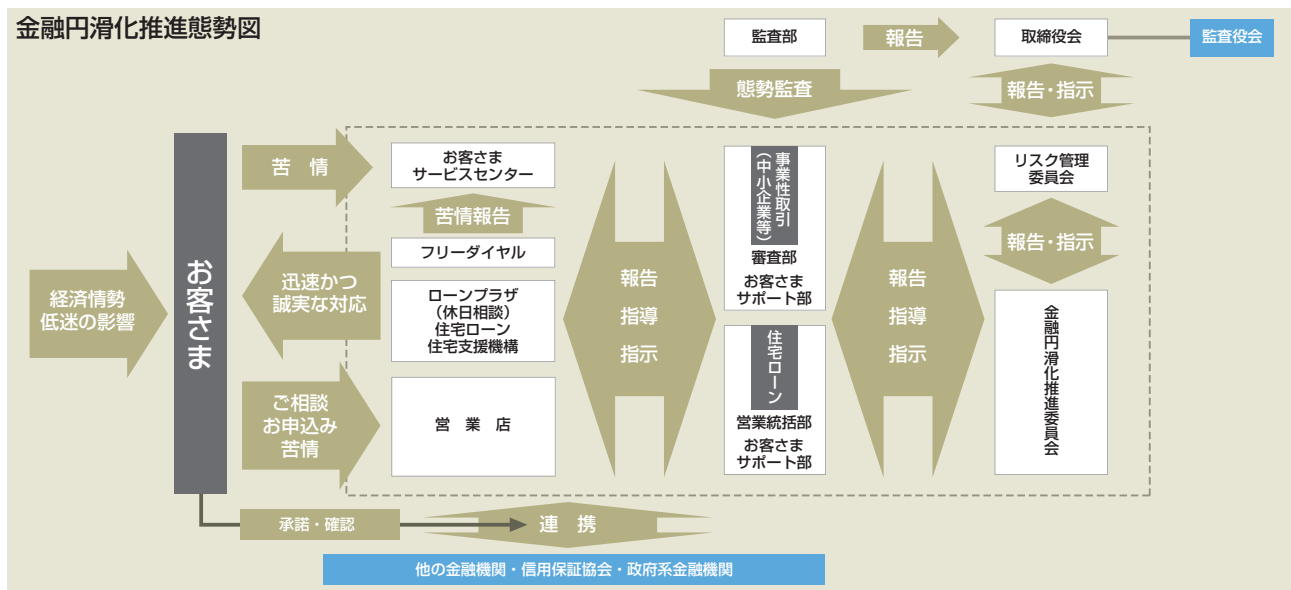 金融円滑化推進態勢図
監査部
報告
取締役会
監査役会
態勢監査
報告・指示
経済情勢
低迷の影響
お客さま
苦 情
お客さま
サービスセンター
苦情報告
フリーダイヤル
迅速かつ
誠実な対応
ローンプラザ
（休日相談）
住宅ローン
住宅支援機構
ご相談
お申込み
苦情
営 業 店
報告
指導
指示
事業性取引
（中小企業等）
審査部
お客さま
サポート部
住宅ローン
営業統括部
お客さま
サポート部
報告
指導
指示
リスク管理
委員会
報告・指示
金融円滑化推進委員会
承諾・確認
連 携
他の金融機関・信用保証協会・政府系金融機関